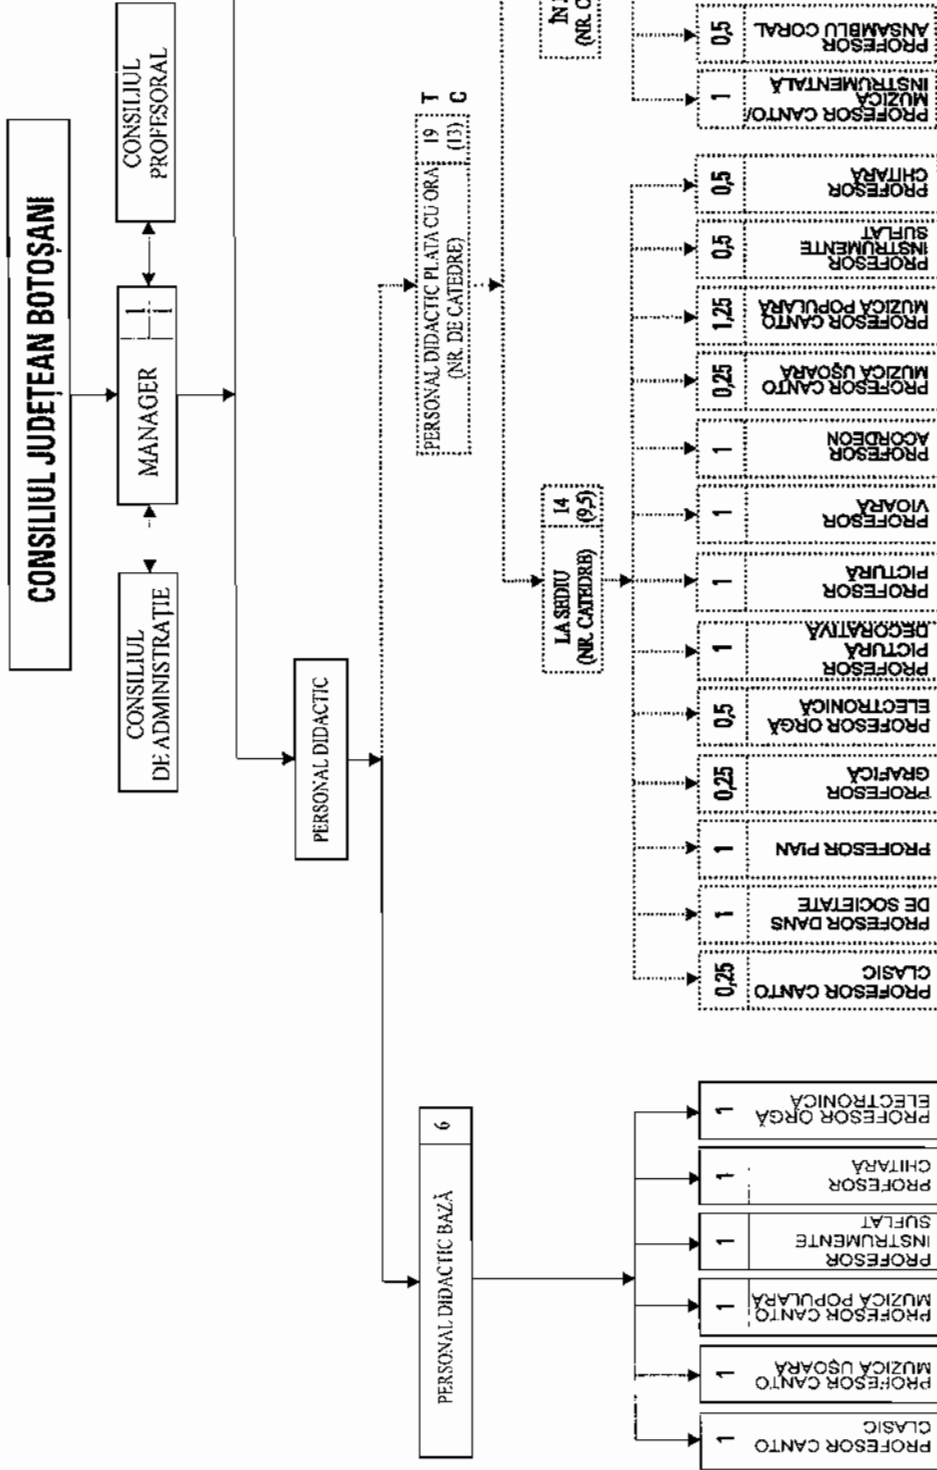 CONSILIUL JUDEȚEAN BOTOȘANI
CONSILIUL
DE ADMINISTRAȚIE
MANAGER
1
1
CONSILIUL
PROFESORAL
PERSONAL DIDACTIC
PERSONAL DIDACTIC BAZĂ
6
PERSONAL DIDACTIC PLATA CU ORA
(NR. DE CATEDRE)
19
(13)
T
C
LA SEDIU
(NR. CATEDRE)
14
(9,5)
(NR. C
1
PROFESOR CANTO
CLASIC
1
PROFESOR CANTO
MUZICĂ UȘOARĂ
1
PROFESOR CANTO
MUZICĂ POPULARĂ
1
PROFESOR
INSTRUMENTE
SUFLAT
1
PROFESOR
CHITARĂ
1
PROFESOR ORGĂ
ELECTRONICĂ
0,25
PROFESOR CANTO
CLASIC
1
PROFESOR DANS
DE SOCIETATE
1
PROFESOR PIAN
0,25
PROFESOR
GRAFICĂ
0,5
PROFESOR ORGĂ
ELECTRONICĂ
1
PROFESOR
PICTURĂ
DECORATIVĂ
1
PROFESOR
PICTURĂ
1
PROFESOR
VIOARĂ
1
PROFESOR
ACORDEON
0,25
PROFESOR CANTO
MUZICĂ UȘOARĂ
1,25
PROFESOR CANTO
MUZICĂ POPULARĂ
0,5
PROFESOR
INSTRUMENTE
SUFLAT
0,5
PROFESOR
CHITARĂ
1
PROFESOR CANTO/
MUZICĂ
INSTRUMENTALĂ
0,5
PROFESOR
ANSAMBLU CORAL